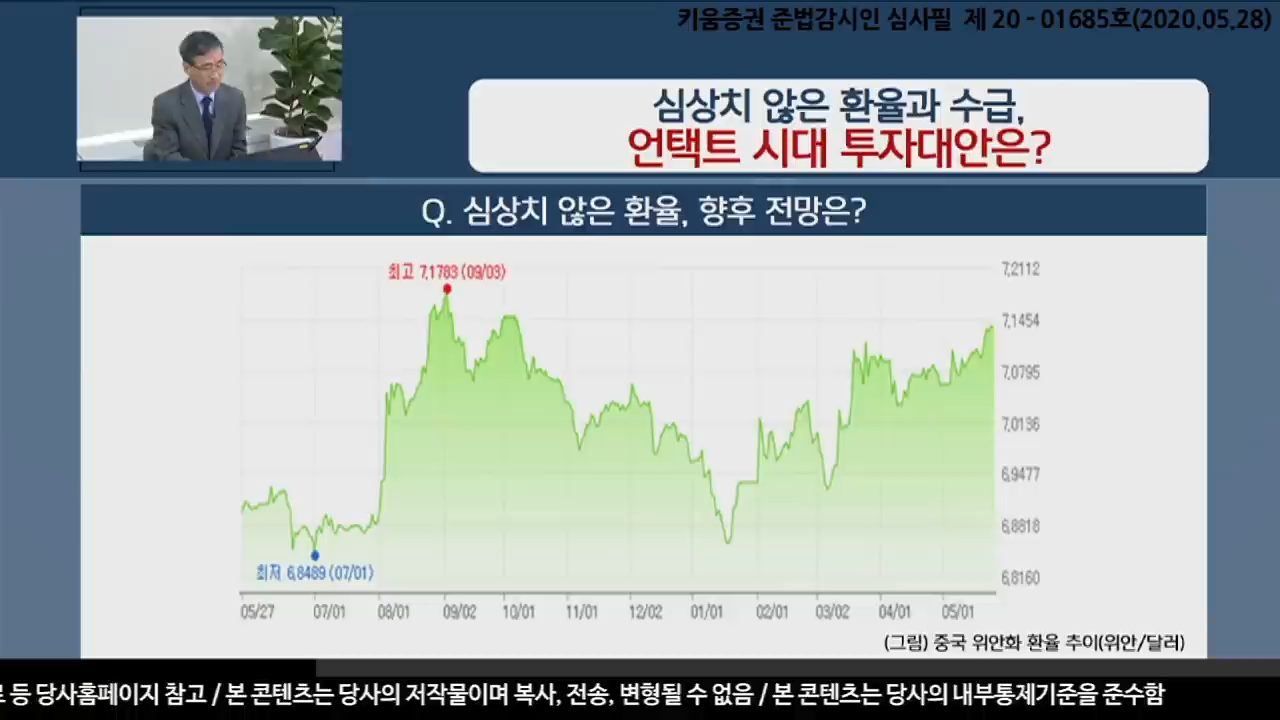 키움증권 준법감시인 심사필 제 20 - 01685호(2020.05.28)
심상치 않은 환율과 수급,
언택트 시대 투자대안은?
Q. 심상치 않은 환율, 향후 전망은?
최고 7,1783 (09/03)
7,2112
7,1454
7,0795
7,0136
6,9477
6,8818
6,8160
최저 6,8489 (07/01)
05/27 07/01 08/01 09/02 10/01 11/01 12/02 01/01 02/01 03/02 04/01 05/01
(그림) 중국 위안화 환율 추이(위안/달러)
등 당사홈페이지 참고 / 본 콘텐츠는 당사의 저작물이며 복사, 전송, 변형될 수 없음 / 본 콘텐츠는 당사의 내부통제기준을 준수함